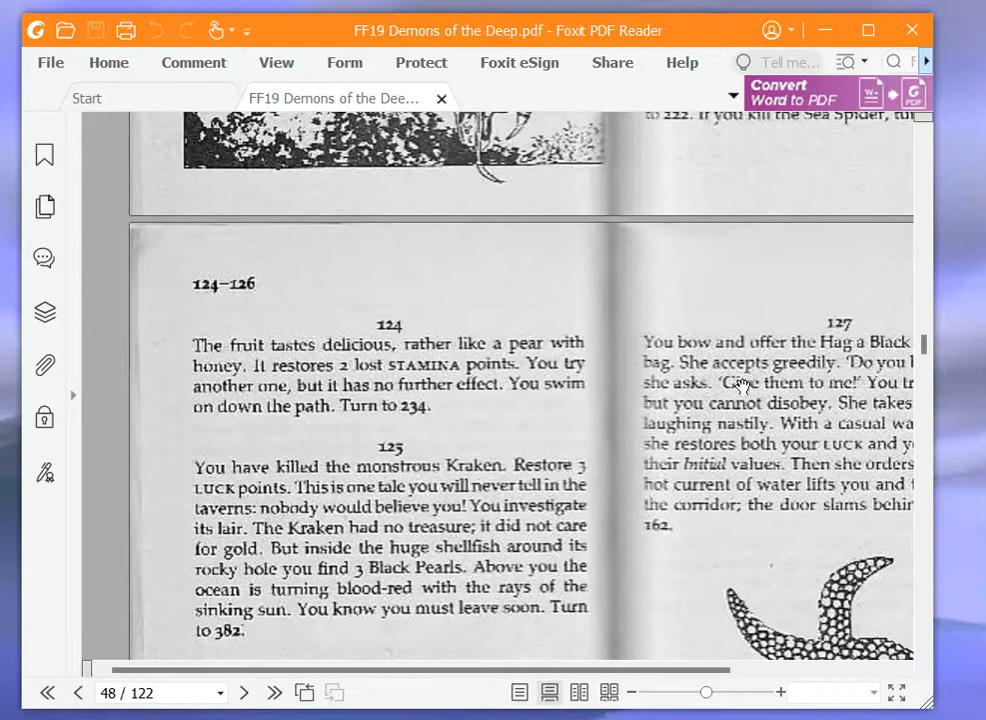 FF19 Demons of the Deep.pdf - Foxit PDF Reader
File Home Comment View Form Protect Foxit eSign Share Help Tell me... F
Start FF19 Demons of the Dee... Convert Word to PDF
to 222. If you kill the Sea Spider, tur
124–126
124
The fruit tastes delicious, rather like a pear with
honey. It restores 2 lost STAMINA points. You try
another one, but it has no further effect. You swim
on down the path. Turn to 234.
125
You have killed the monstrous Kraken. Restore 3
LUCK points. This is one tale you will never tell in the
taverns: nobody would believe you! You investigate
its lair. The Kraken had no treasure; it did not care
for gold. But inside the huge shellfish around its
rocky hole you find 3 Black Pearls. Above you the
ocean is turning blood-red with the rays of the
sinking sun. You know you must leave soon. Turn
to 382.
127
You bow and offer the Hag a Black
bag. She accepts greedily. 'Do you
she asks. 'Give them to me!' You tr
but you cannot disobey. She takes
laughing nastily. With a casual wa
she restores both your LUCK and y
their Initial values. Then she orders
hot current of water lifts you and
the corridor; the door slams behin
162.
48 / 122